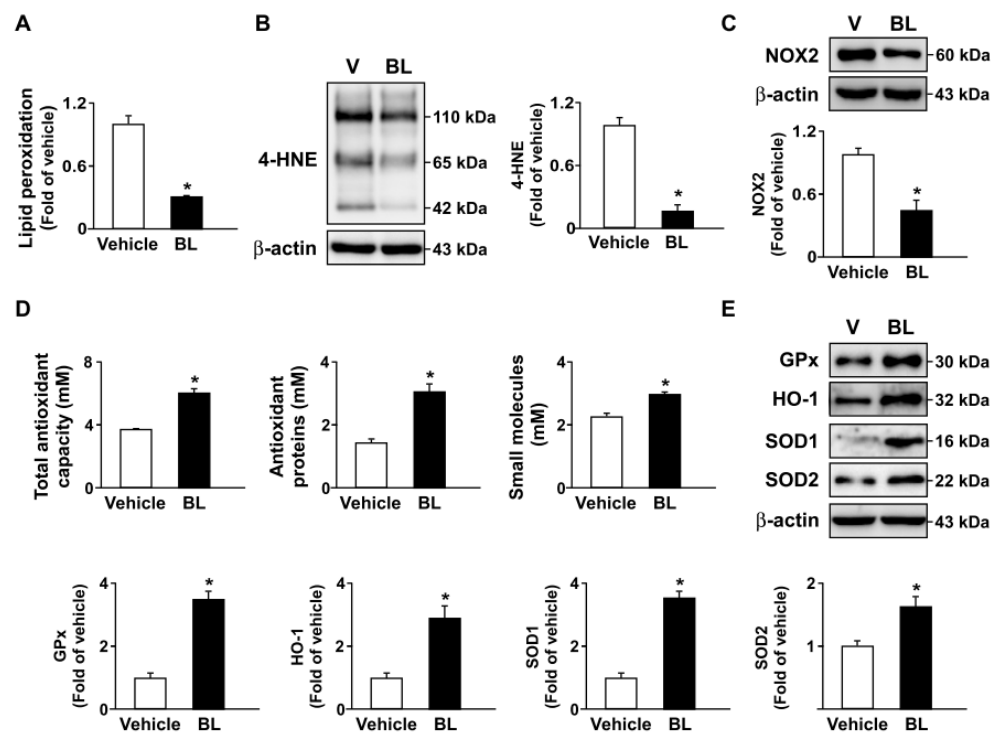 A
Lipid peroxidation
(Fold of vehicle)
1.2
0.6
0
*
Vehicle BL
B
V BL
4-HNE
110 kDa
65 kDa
42 kDa
β-actin
43 kDa
4-HNE
(Fold of vehicle)
1.2
0.6
0
*
Vehicle BL
C
V BL
NOX2
60 kDa
β-actin
43 kDa
NOX2
(Fold of vehicle)
1.2
0.6
0
*
Vehicle BL
D
Total antioxidant
capacity (mM)
8
4
0
*
Vehicle BL
Antioxidant
proteins (mM)
4
2
0
*
Vehicle BL
Small molecules
(mM)
4
2
0
*
Vehicle BL
E
V BL
GPx
30 kDa
HO-1
32 kDa
SOD1
16 kDa
SOD2
22 kDa
β-actin
43 kDa
GPx
(Fold of vehicle)
4
2
0
*
Vehicle BL
HO-1
(Fold of vehicle)
4
2
0
*
Vehicle BL
SOD1
(Fold of vehicle)
4
2
0
*
Vehicle BL
SOD2
(Fold of vehicle)
2
1
0
*
Vehicle BL